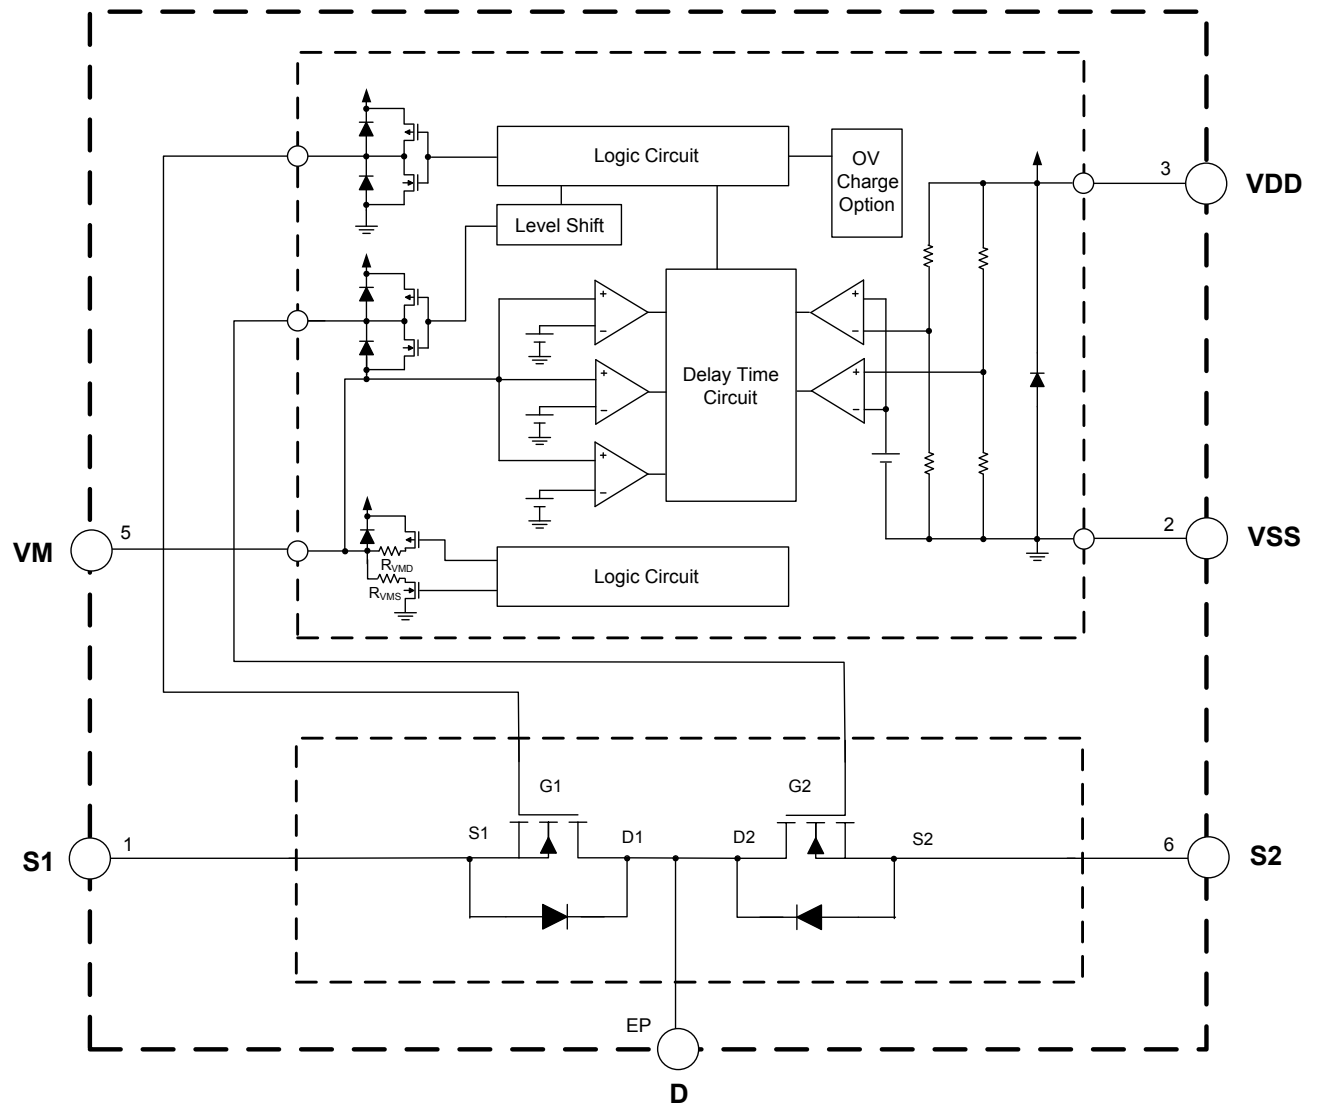 Logic Circuit
OV
Charge
Option
3
VDD
Level Shift
+
−
+
−
Delay Time
Circuit
+
−
+
−
+
−
VM
5
2
VSS
RVMD
RVMS
Logic Circuit
G1
G2
S1
D1
D2
S2
S1
1
6
S2
EP
D